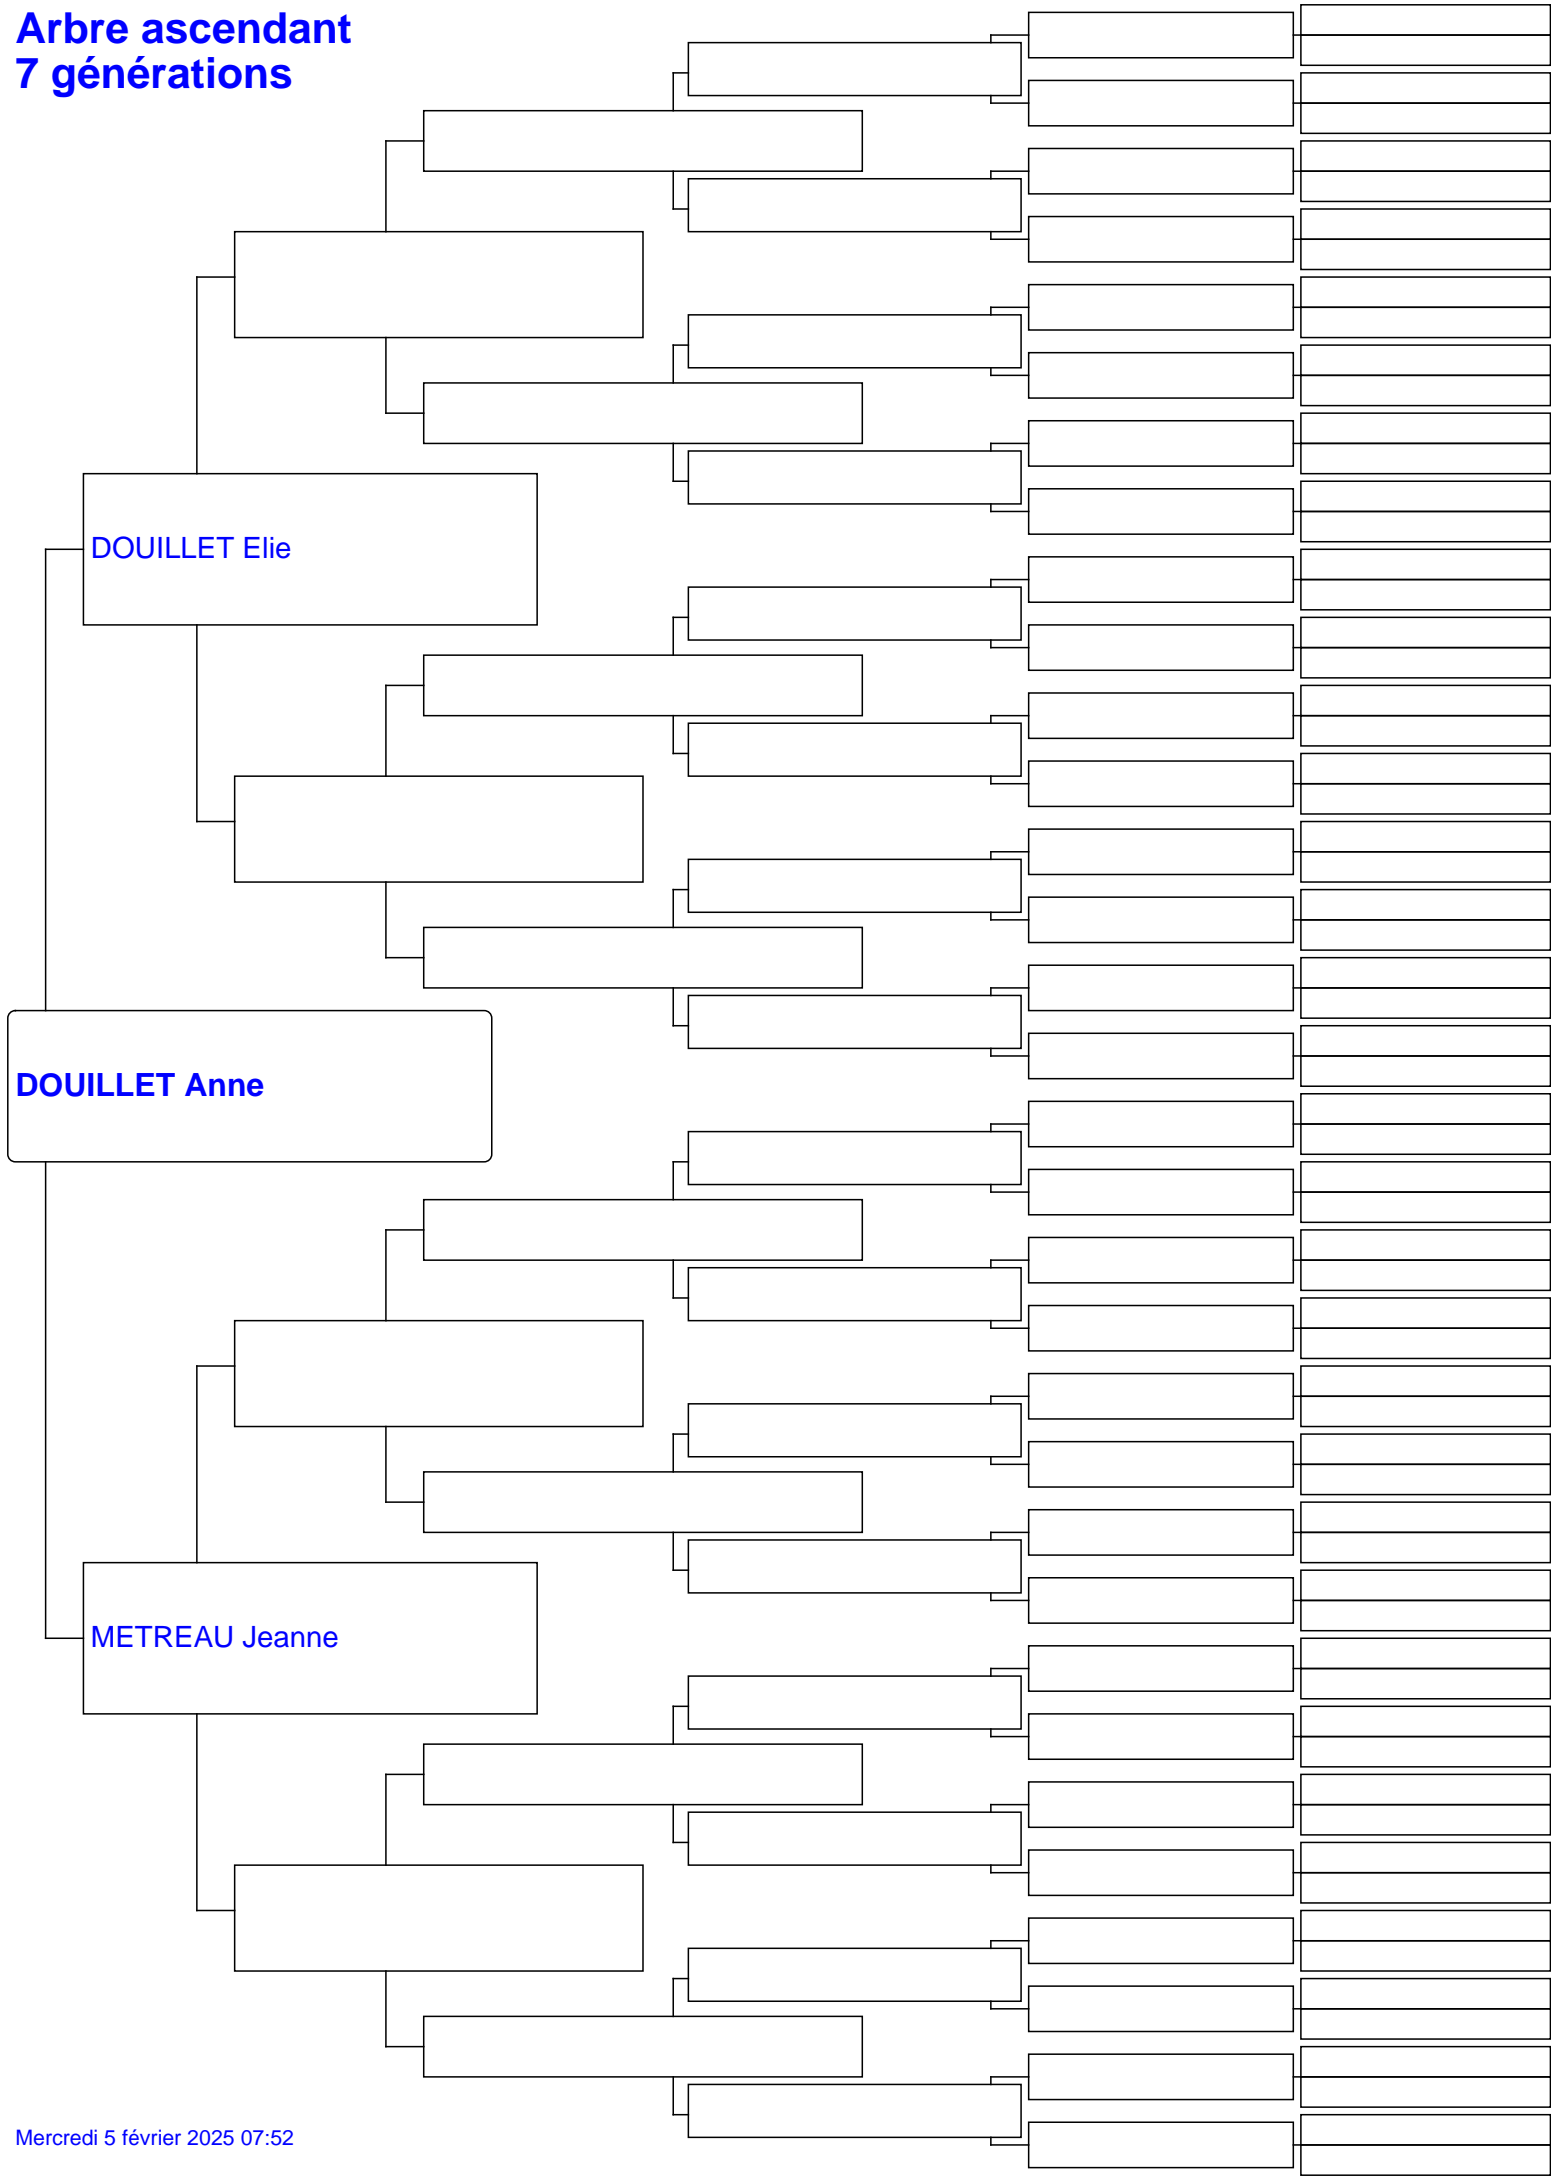 Arbre ascendant
7 générations
DOUILLET Elie
DOUILLET Anne
METREAU Jeanne
Mercredi 5 février 2025 07:52